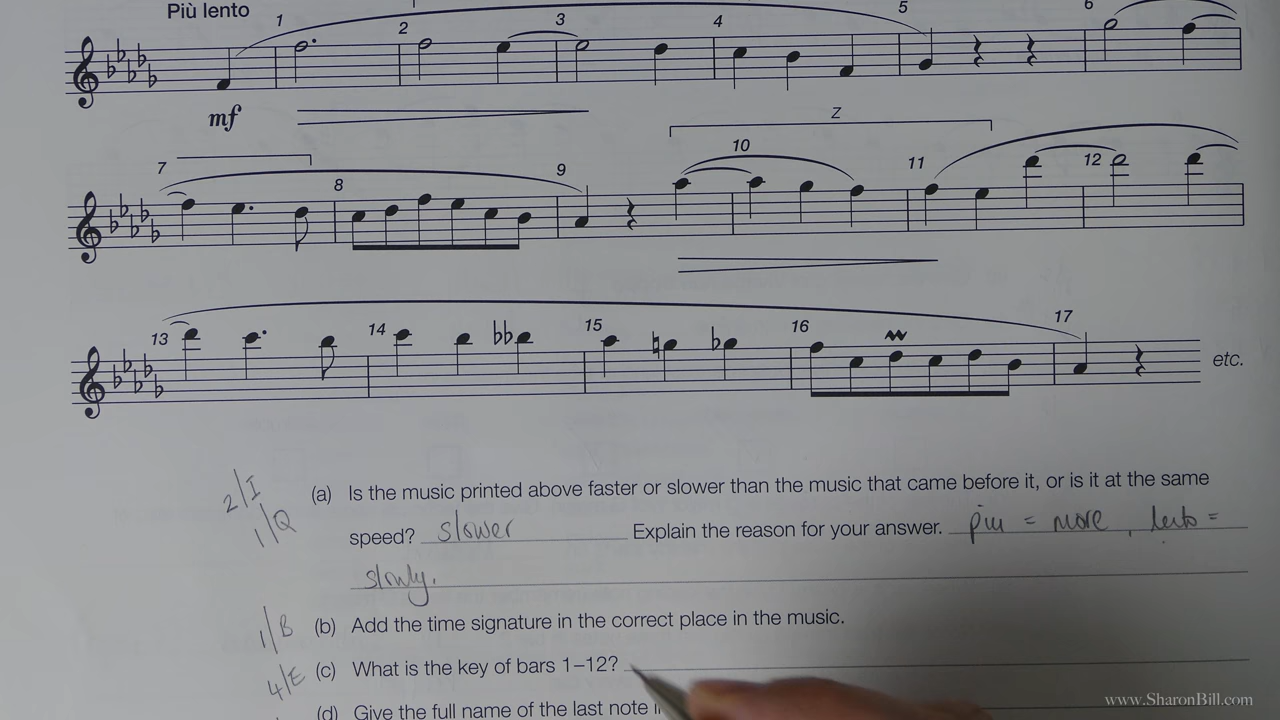 Più lento
1 2 3 4 5 6
mf
Z
7 8 9 10 11 12
13 14 15 16 17
etc.
2/I (a) Is the music printed above faster or slower than the music that came before it, or is it at the same
1/Q speed? slower Explain the reason for your answer. piu = more, lento =
slowly.
1/B (b) Add the time signature in the correct place in the music.
4/E (c) What is the key of bars 1–12?
(d) Give the full name of the last note
www.SharonBill.com